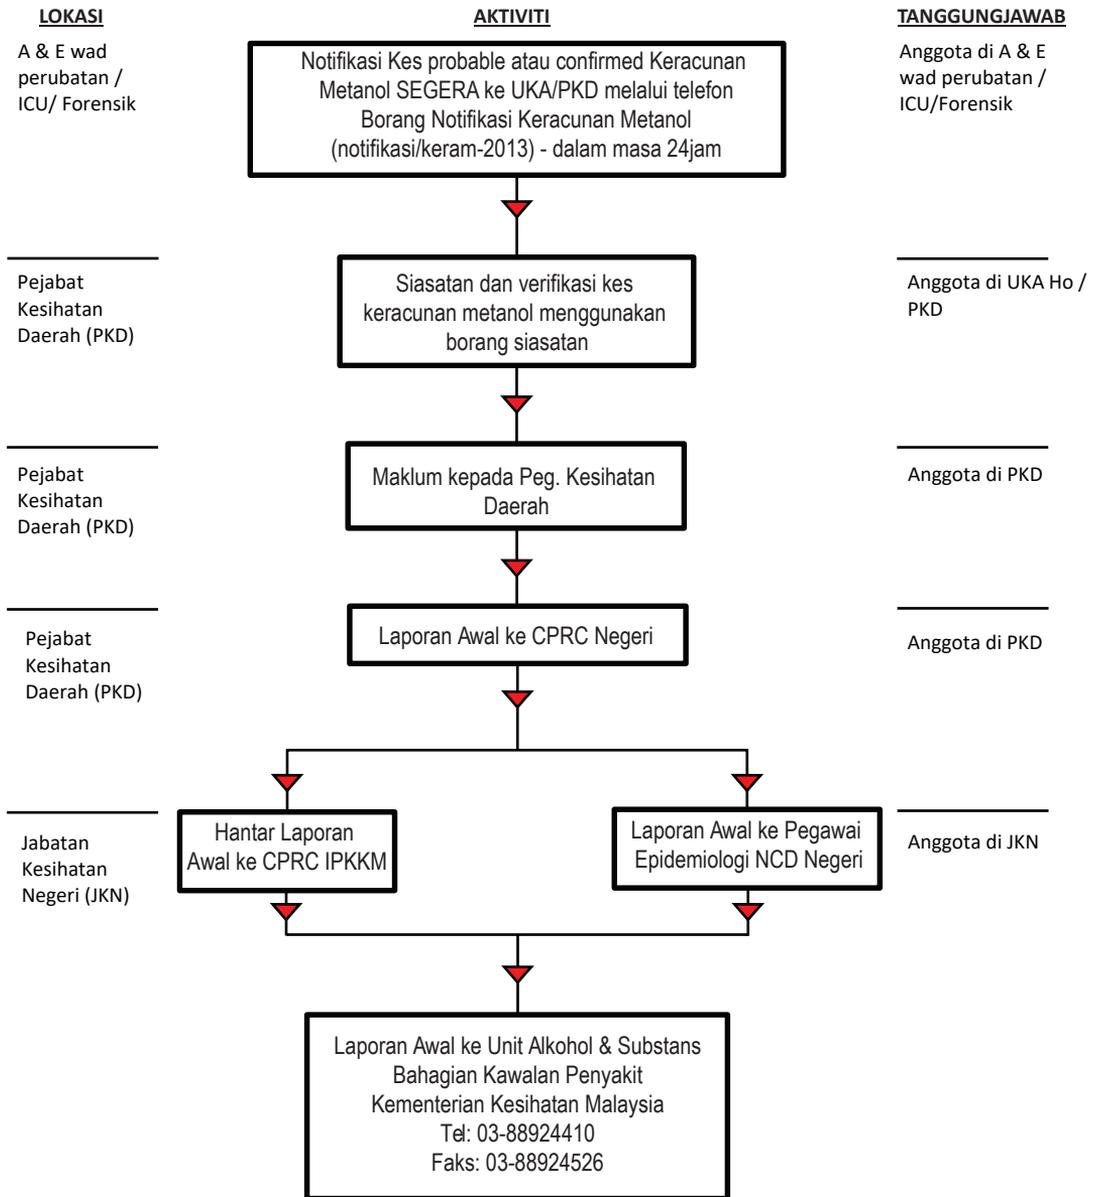 LOKASI
AKTIVITI
TANGGUNGJAWAB
A & E wad
perubatan /
ICU/ Forensik
Notifikasi Kes probable atau confirmed Keracunan
Metanol SEGERA ke UKA/PKD melalui telefon
Borang Notifikasi Keracunan Metanol
(notifikasi/keram-2013) - dalam masa 24jam
Anggota di A & E
wad perubatan /
ICU/Forensik
Pejabat
Kesihatan
Daerah (PKD)
Siasatan dan verifikasi kes
keracunan metanol menggunakan
borang siasatan
Anggota di UKA Ho /
PKD
Pejabat
Kesihatan
Daerah (PKD)
Maklum kepada Peg. Kesihatan
Daerah
Anggota di PKD
Pejabat
Kesihatan
Daerah (PKD)
Laporan Awal ke CPRC Negeri
Anggota di PKD
Jabatan
Kesihatan
Negeri (JKN)
Hantar Laporan
Awal ke CPRC IPKKM
Laporan Awal ke Pegawai
Epidemiologi NCD Negeri
Anggota di JKN
Laporan Awal ke Unit Alkohol & Substans
Bahagian Kawalan Penyakit
Kementerian Kesihatan Malaysia
Tel: 03-88924410
Faks: 03-88924526